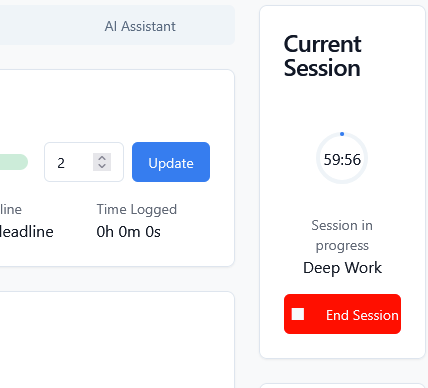 AI Assistant
2
Update
line
Time Logged
deadline
0h 0m 0s
Current
Session
59:56
Session in
progress
Deep Work
End Session